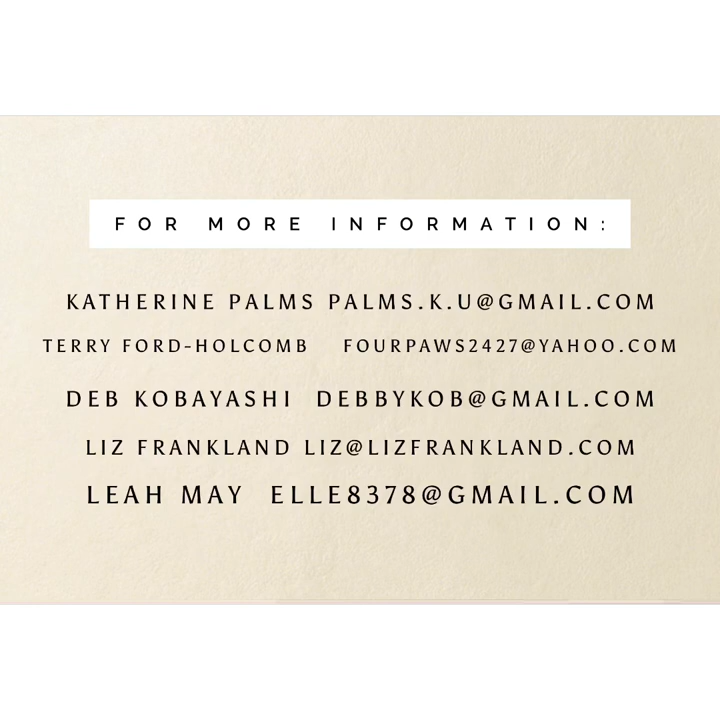 FOR MORE INFORMATION:
KATHERINE PALMS PALMS.K.U@GMAIL.COM
TERRY FORD-HOLCOMB FOURPAWS2427@YAHOO.COM
DEB KOBAYASHI DEBBYKOB@GMAIL.COM
LIZ FRANKLAND LIZ@LIZFRANKLAND.COM
LEAH MAY ELLE8378@GMAIL.COM